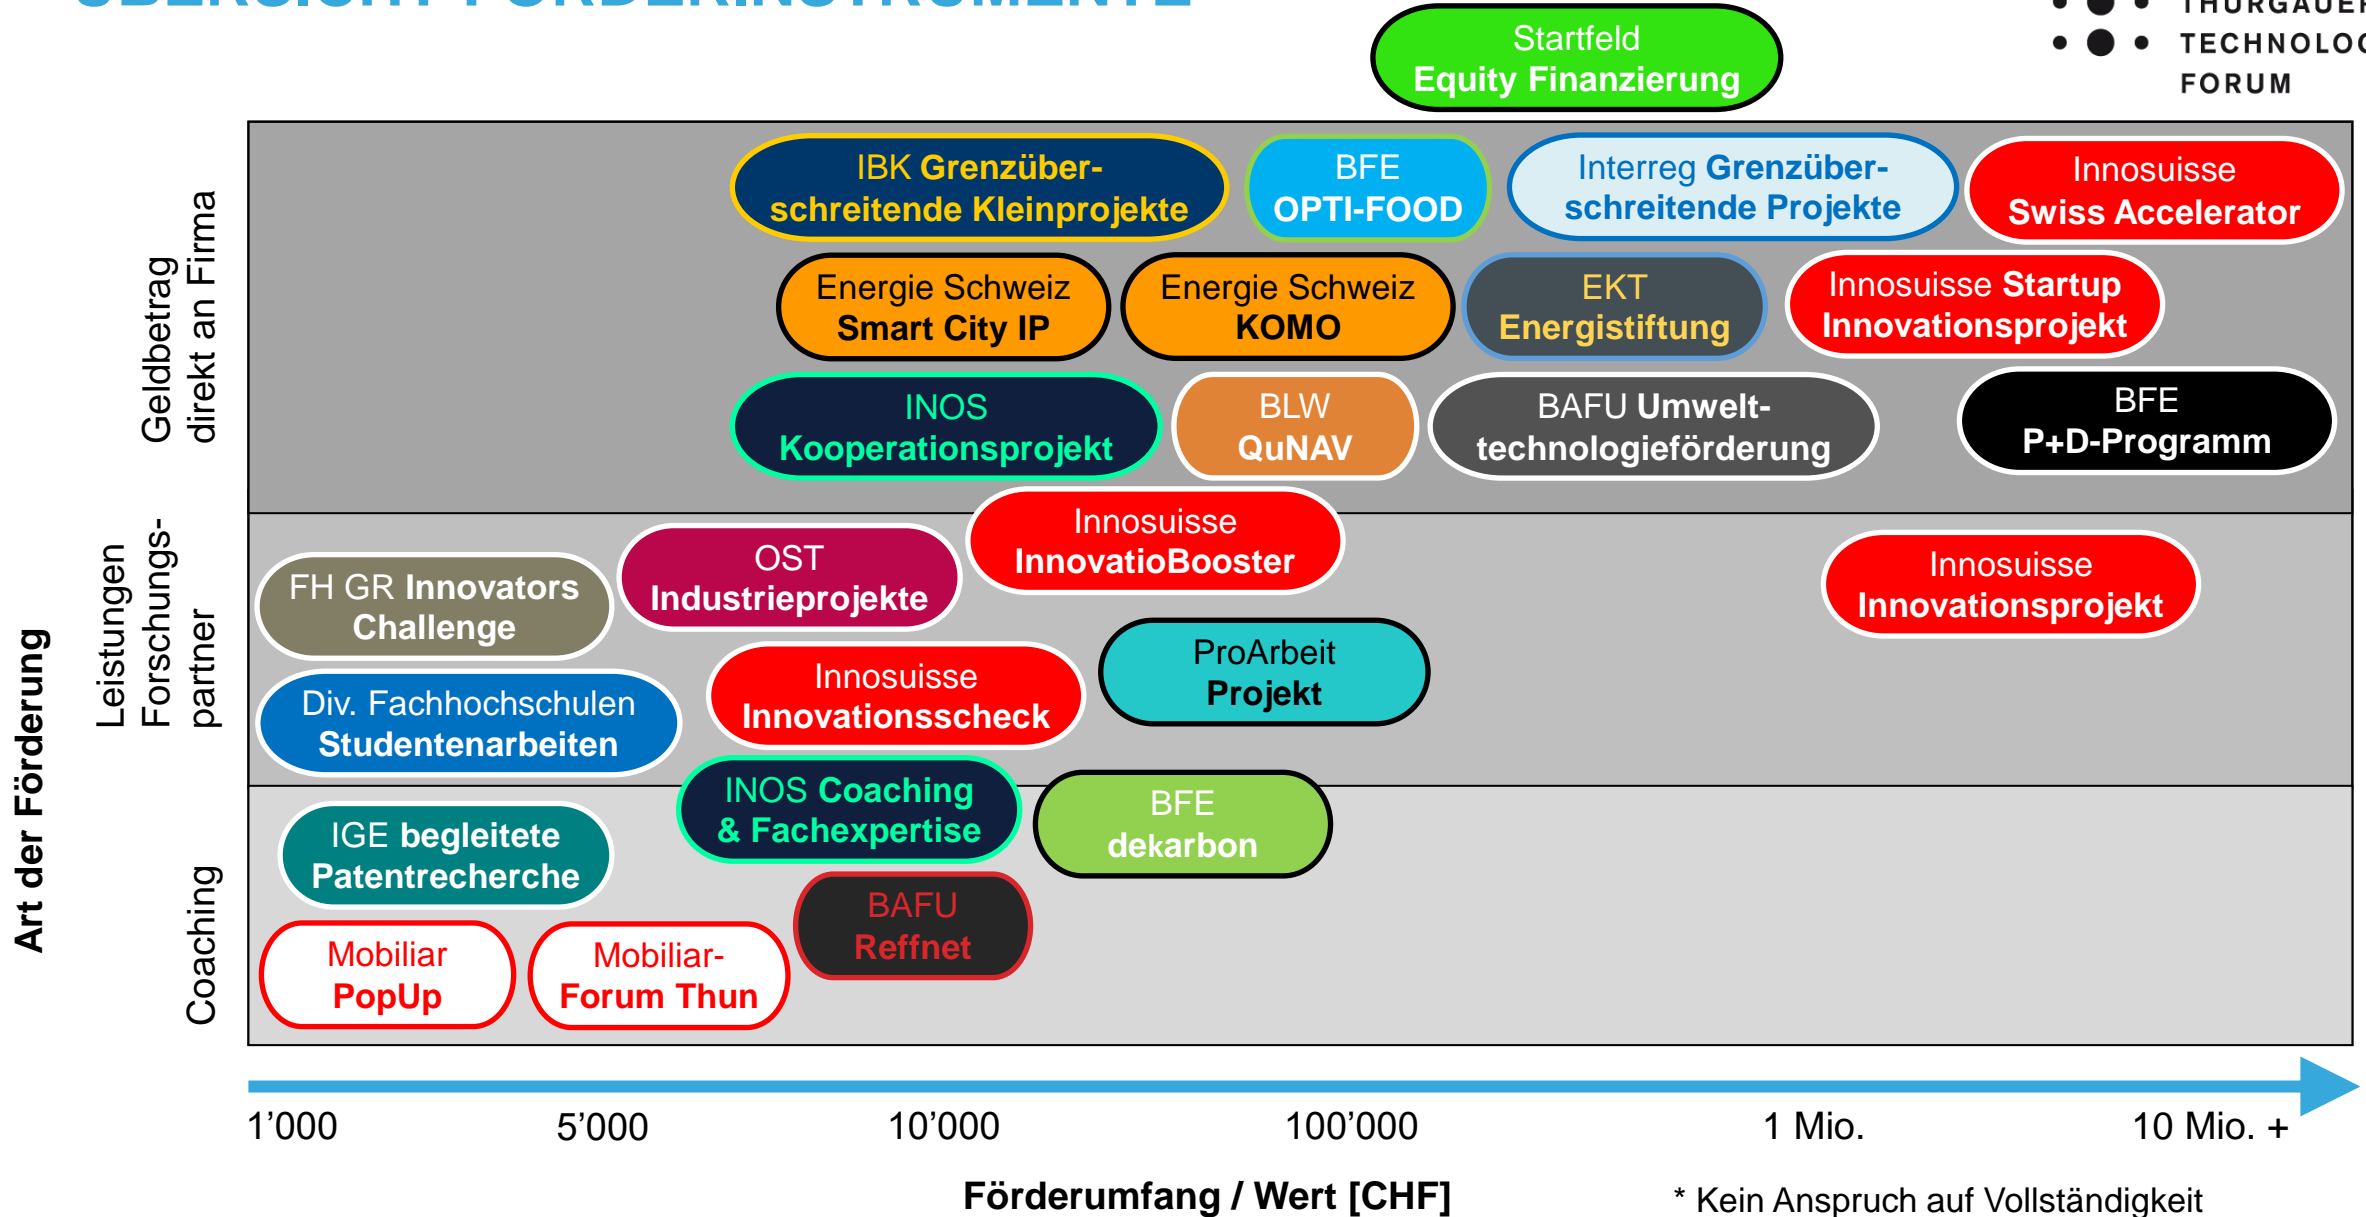 ÜBERSICHT FÖRDERINSTRUMENTE
THURGAUER
TECHNOLOG
FORUM
Startfeld
Equity Finanzierung
Geldbetrag
direkt an Firma
IBK Grenzüber-
schreitende Kleinprojekte
BFE
OPTI-FOOD
Interreg Grenzüber-
schreitende Projekte
Innosuisse
Swiss Accelerator
Energie Schweiz
Smart City IP
Energie Schweiz
KOMO
EKT
Energistiftung
Innosuisse Startup
Innovationsprojekt
INOS
Kooperationsprojekt
BLW
QuNAV
BAFU Umwelt-
technologieförderung
BFE
P+D-Programm
Art der Förderung
Leistungen
Forschungs-
partner
Innosuisse
InnovatioBooster
OST
Industrieprojekte
FH GR Innovators
Challenge
Innosuisse
Innovationsprojekt
ProArbeit
Projekt
Innosuisse
Innovationsscheck
Div. Fachhochschulen
Studentenarbeiten
Coaching
INOS Coaching
& Fachexpertise
BFE
dekarbon
IGE begleitete
Patentrecherche
BAFU
Reffnet
Mobiliar
PopUp
Mobiliar-
Forum Thun
1’000
5’000
10’000
100’000
1 Mio.
10 Mio. +
Förderumfang / Wert [CHF]
* Kein Anspruch auf Vollständigkeit